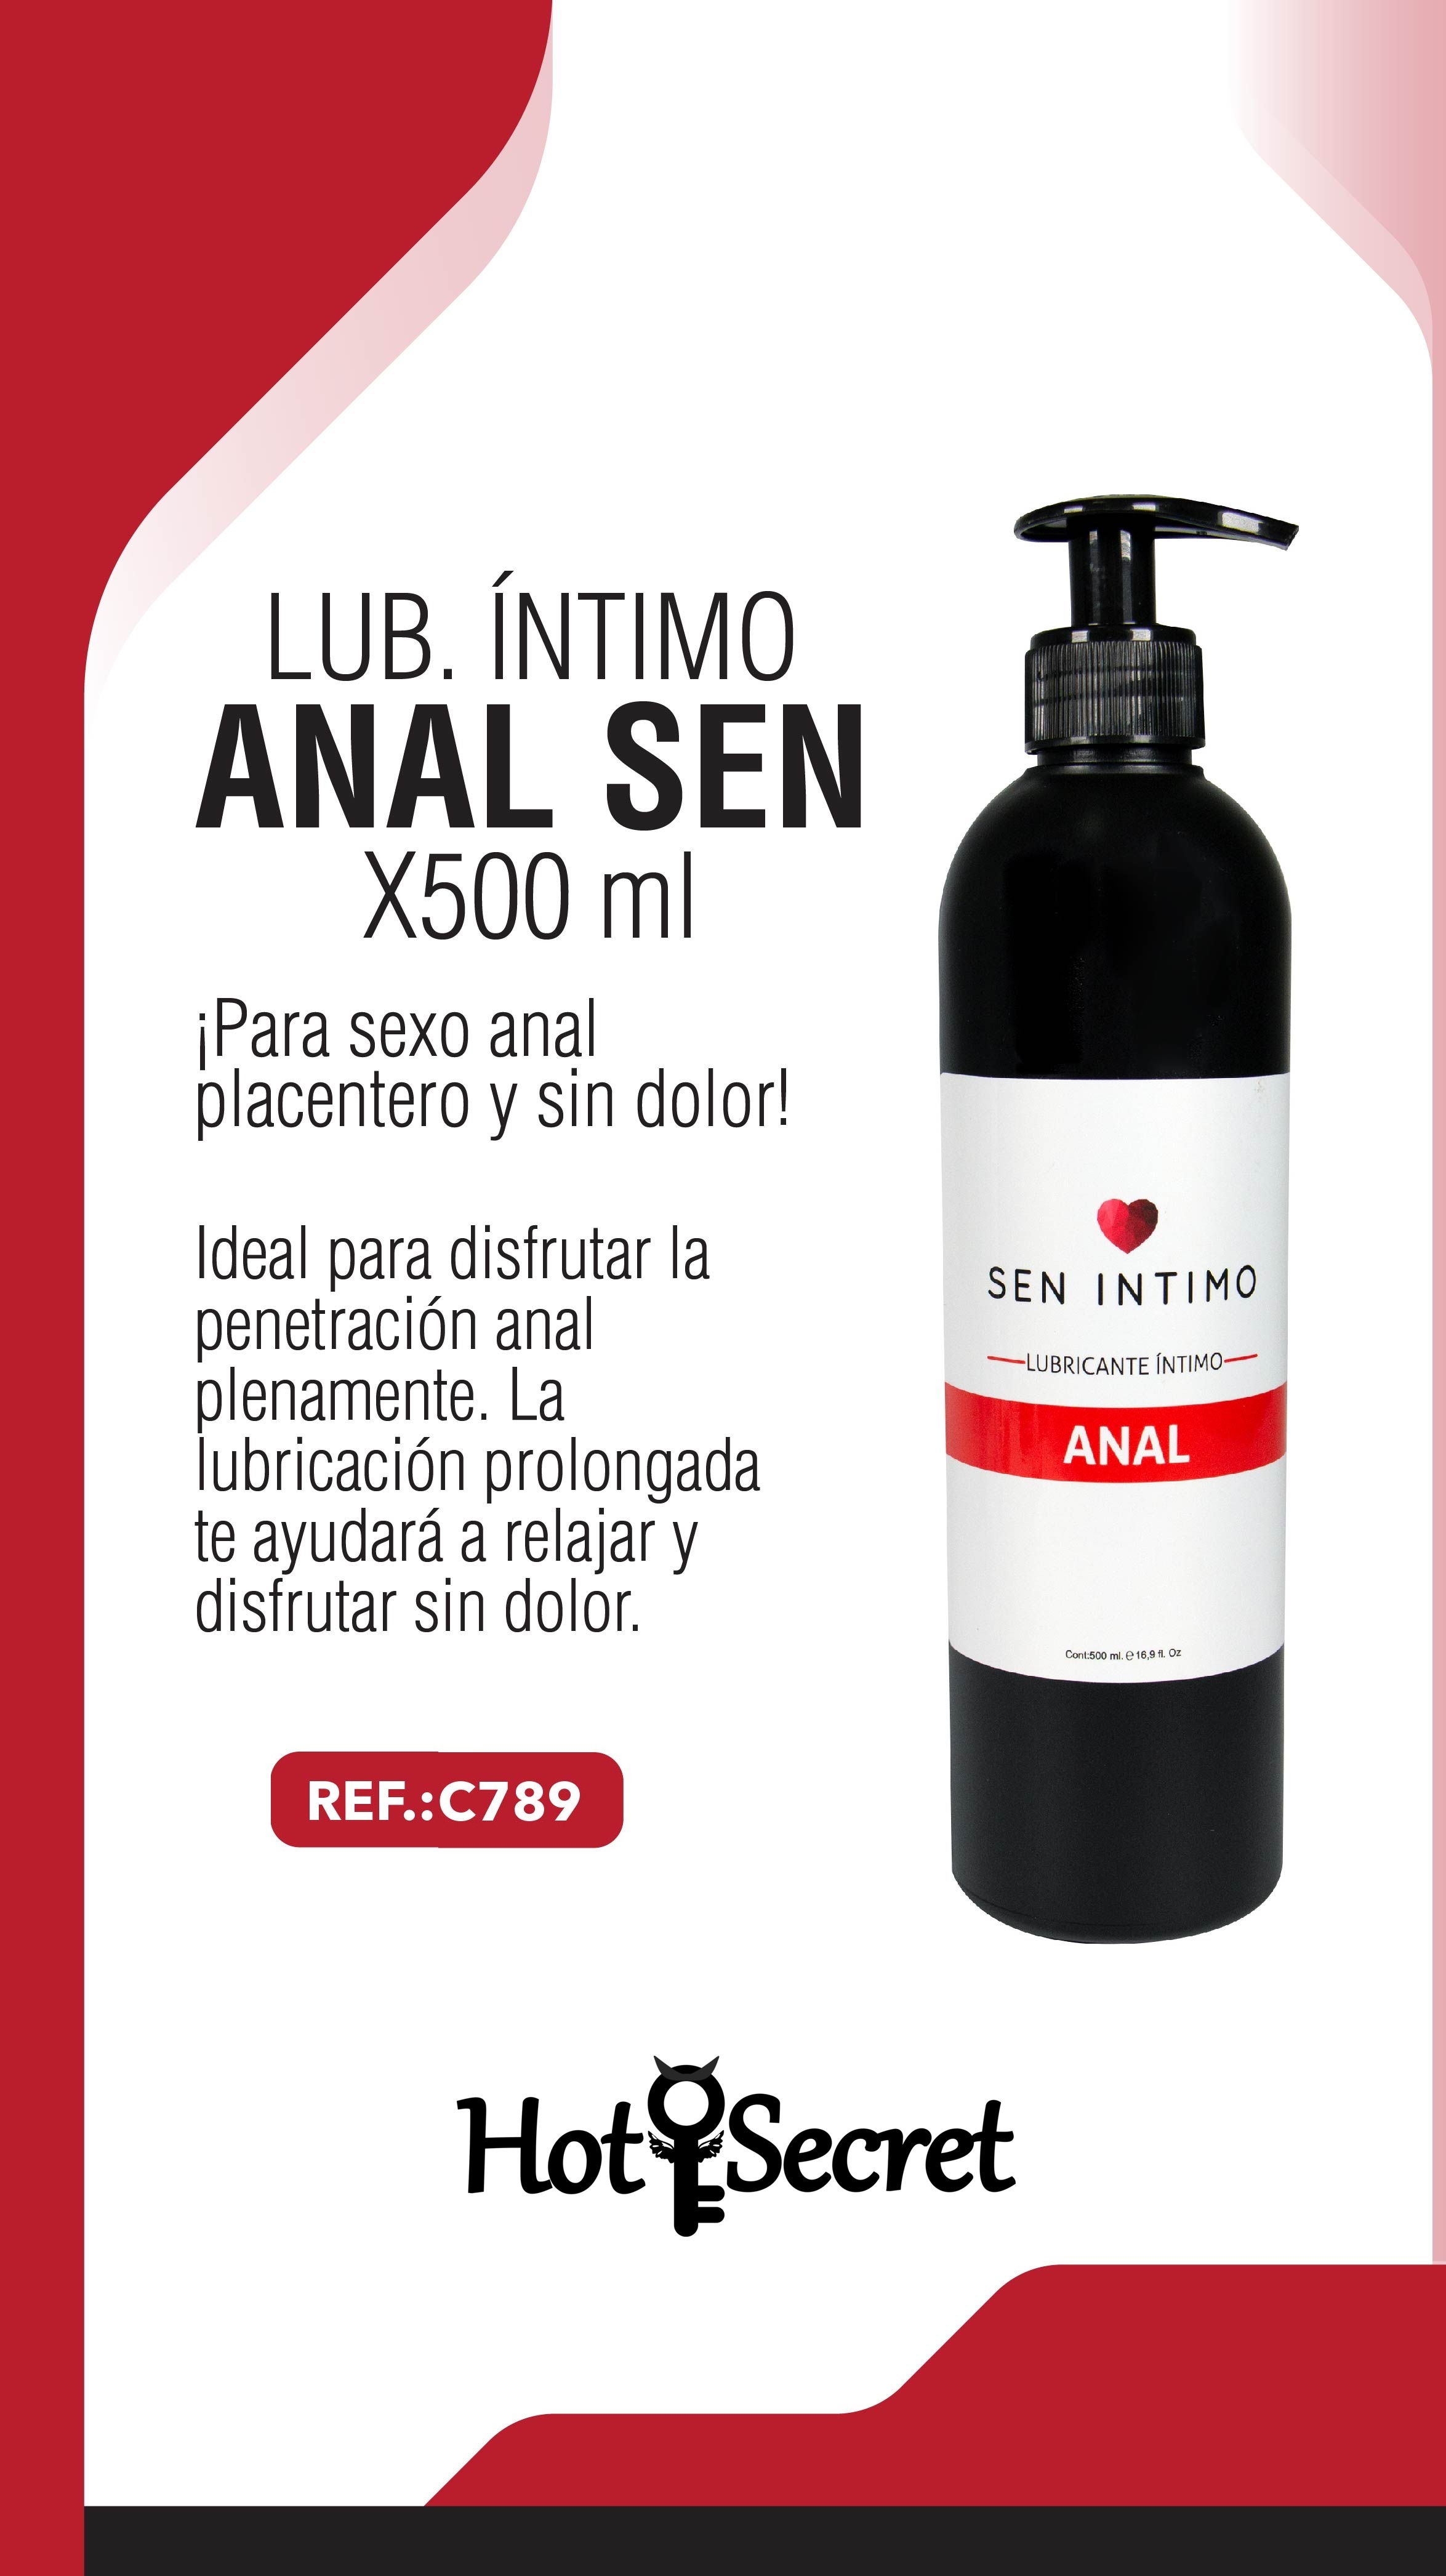 LUB. ÍNTIMO
ANAL SEN
X500 ml
¡Para sexo anal
placentero y sin dolor!
Ideal para disfrutar la
penetración anal
plenamente. La
lubricación prolongada
te ayudará a relajar y
disfrutar sin dolor.
REF.:C789
SEN INTIMO
LUBRICANTE ÍNTIMO
ANAL
Cont:500 ml. ℮ 16,9 fl. Oz
Hot Secret